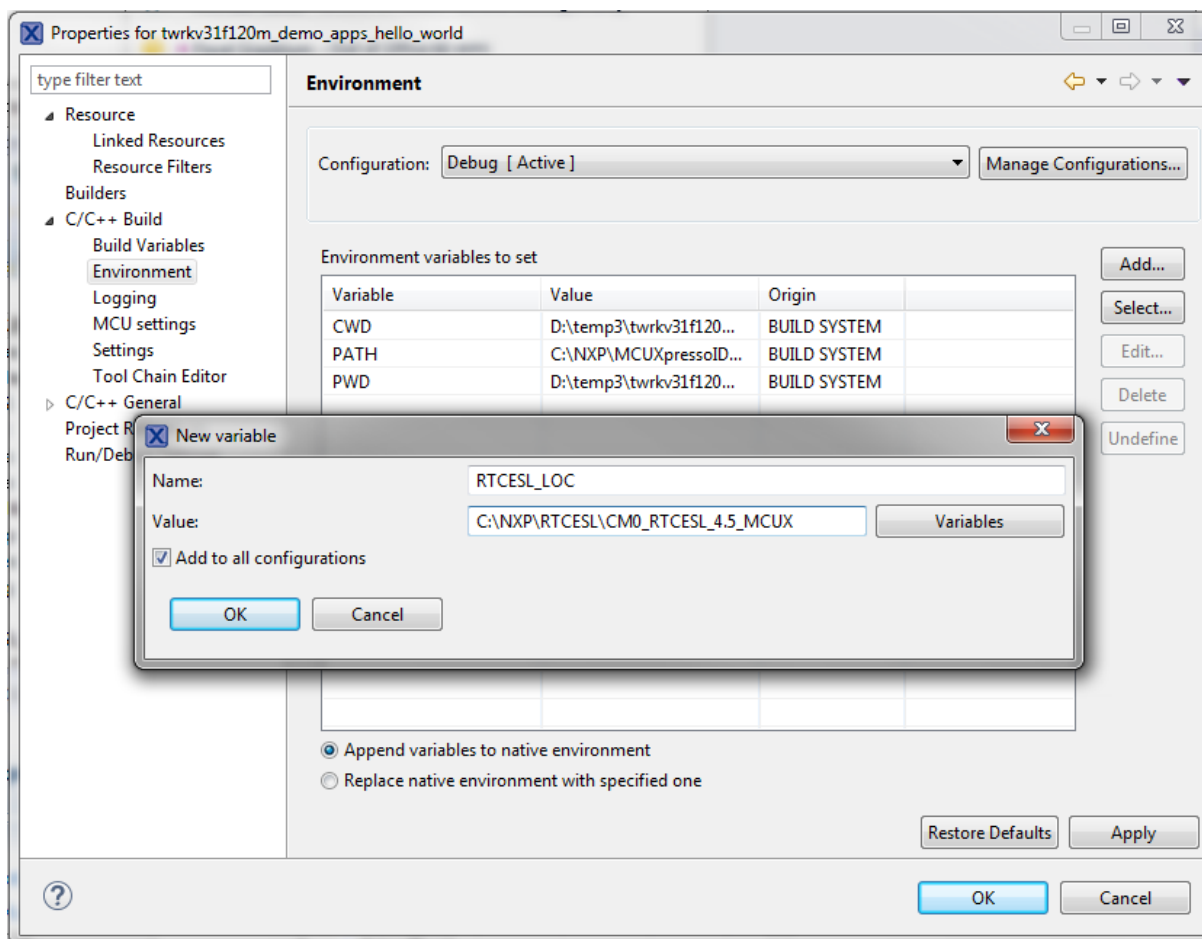 Properties for twrkv31f120m_demo_apps_hello_world
type filter text
Resource
Linked Resources
Resource Filters
Builders
C/C++ Build
Build Variables
Environment
Logging
MCU settings
Settings
Tool Chain Editor
C/C++ General
Project R
Run/Deb
Environment
Configuration: Debug [ Active ] Manage Configurations...
Environment variables to set
Variable Value Origin
CWD D:\temp3\twrkv31f120... BUILD SYSTEM
PATH C:\NXP\MCUXpressoID... BUILD SYSTEM
PWD D:\temp3\twrkv31f120... BUILD SYSTEM
Add...
Select...
Edit...
Delete
Undefine
New variable
Name: RTCESL_LOC
Value: C:\NXP\RTCESL\CM0_RTCESL_4.5_MCUX Variables
Add to all configurations
OK Cancel
Append variables to native environment
Replace native environment with specified one
Restore Defaults Apply
? OK Cancel